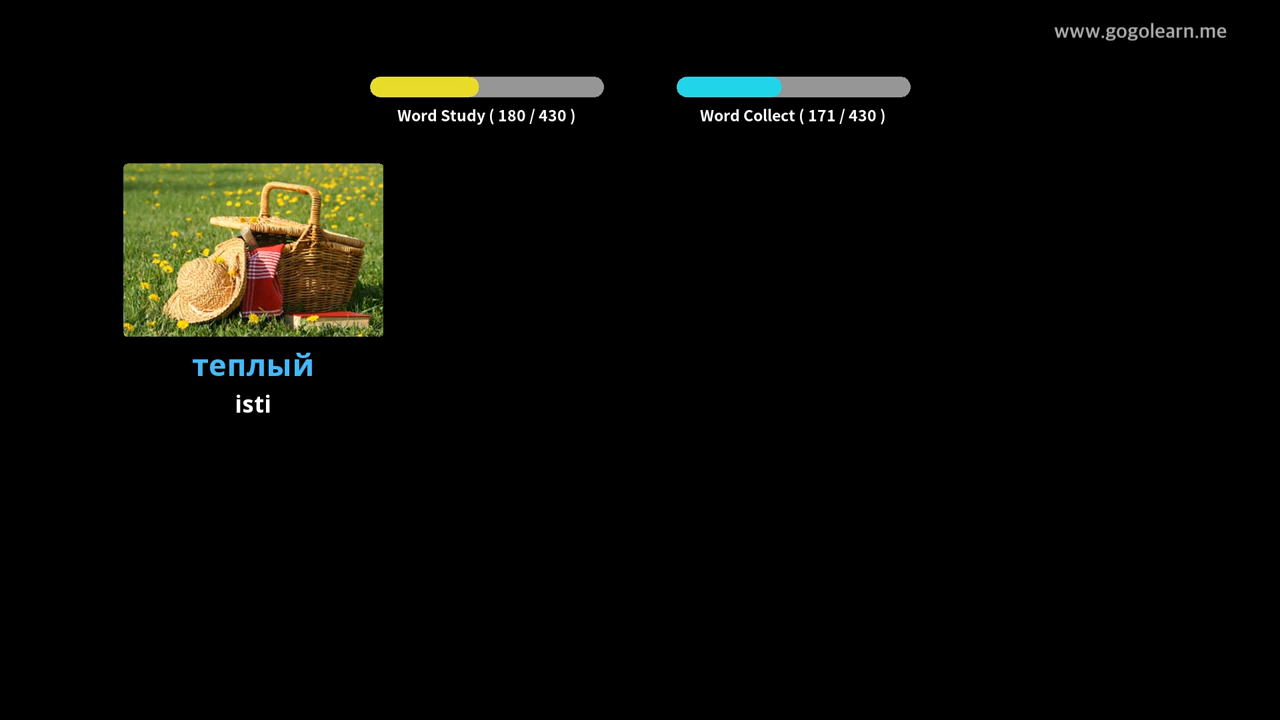 www.gogolearn.me
Word Study ( 180 / 430 )
Word Collect ( 171 / 430 )
теплый
isti